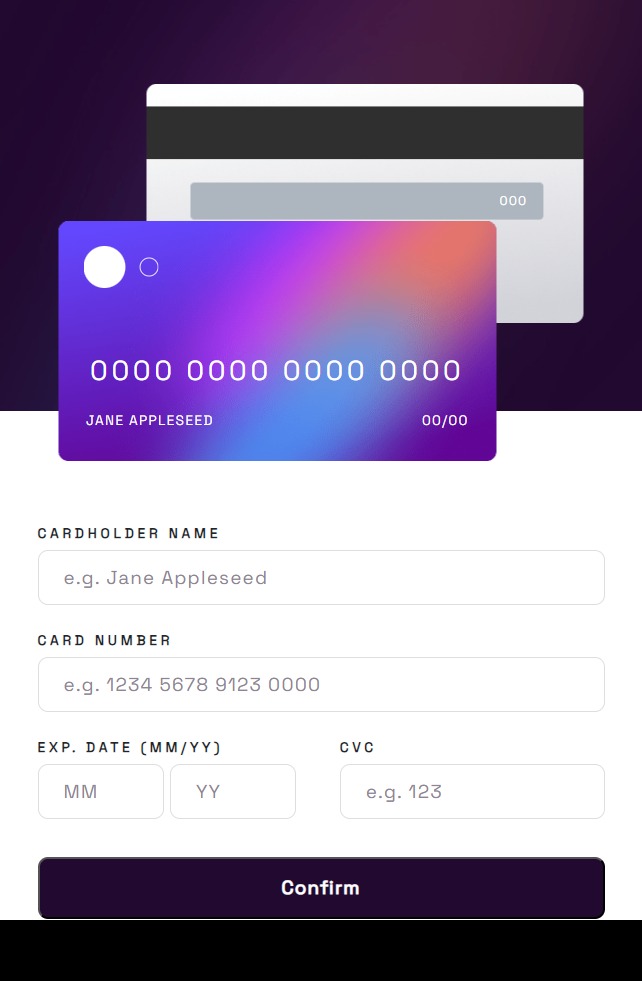 000
0000 0000 0000 0000
JANE APPLESEED 00/00
CARDHOLDER NAME
e.g. Jane Appleseed
CARD NUMBER
e.g. 1234 5678 9123 0000
EXP. DATE (MM/YY) CVC
MM YY e.g. 123
Confirm